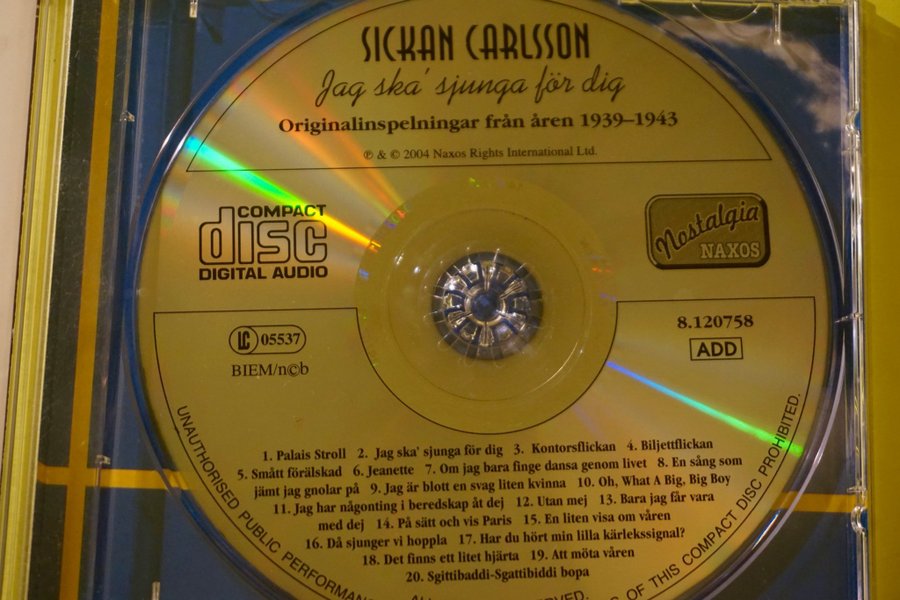 SICKAN CARLSSON
Jag ska' sjunga för dig
Originalinspelningar från åren 1939–1943
℗ & © 2004 Naxos Rights International Ltd.
COMPACT
disc
DIGITAL AUDIO
Nostalgia
NAXOS
LC 05537
BIEM/n©b
8.120758
ADD
1. Palais Stroll 2. Jag ska' sjunga för dig 3. Kontorsflickan 4. Biljettflickan
5. Smått förälskad 6. Jeanette 7. Om jag bara finge dansa genom livet 8. En sång som
jämt jag gnolar på 9. Jag är blott en svag liten kvinna 10. Oh, What A Big, Big Boy
11. Jag har någonting i beredskap åt dej 12. Utan mej 13. Bara jag får vara
med dej 14. På sätt och vis Paris 15. En liten visa om våren
16. Då sjunger vi hoppla 17. Har du hört min lilla kärlekssignal?
18. Det finns ett litet hjärta 19. Att möta våren
20. Sgittibaddi-Sgattibiddi bopa
UNAUTHORISED PUBLIC PERFORMAN OF THIS COMPACT DISC PROHIBITED.